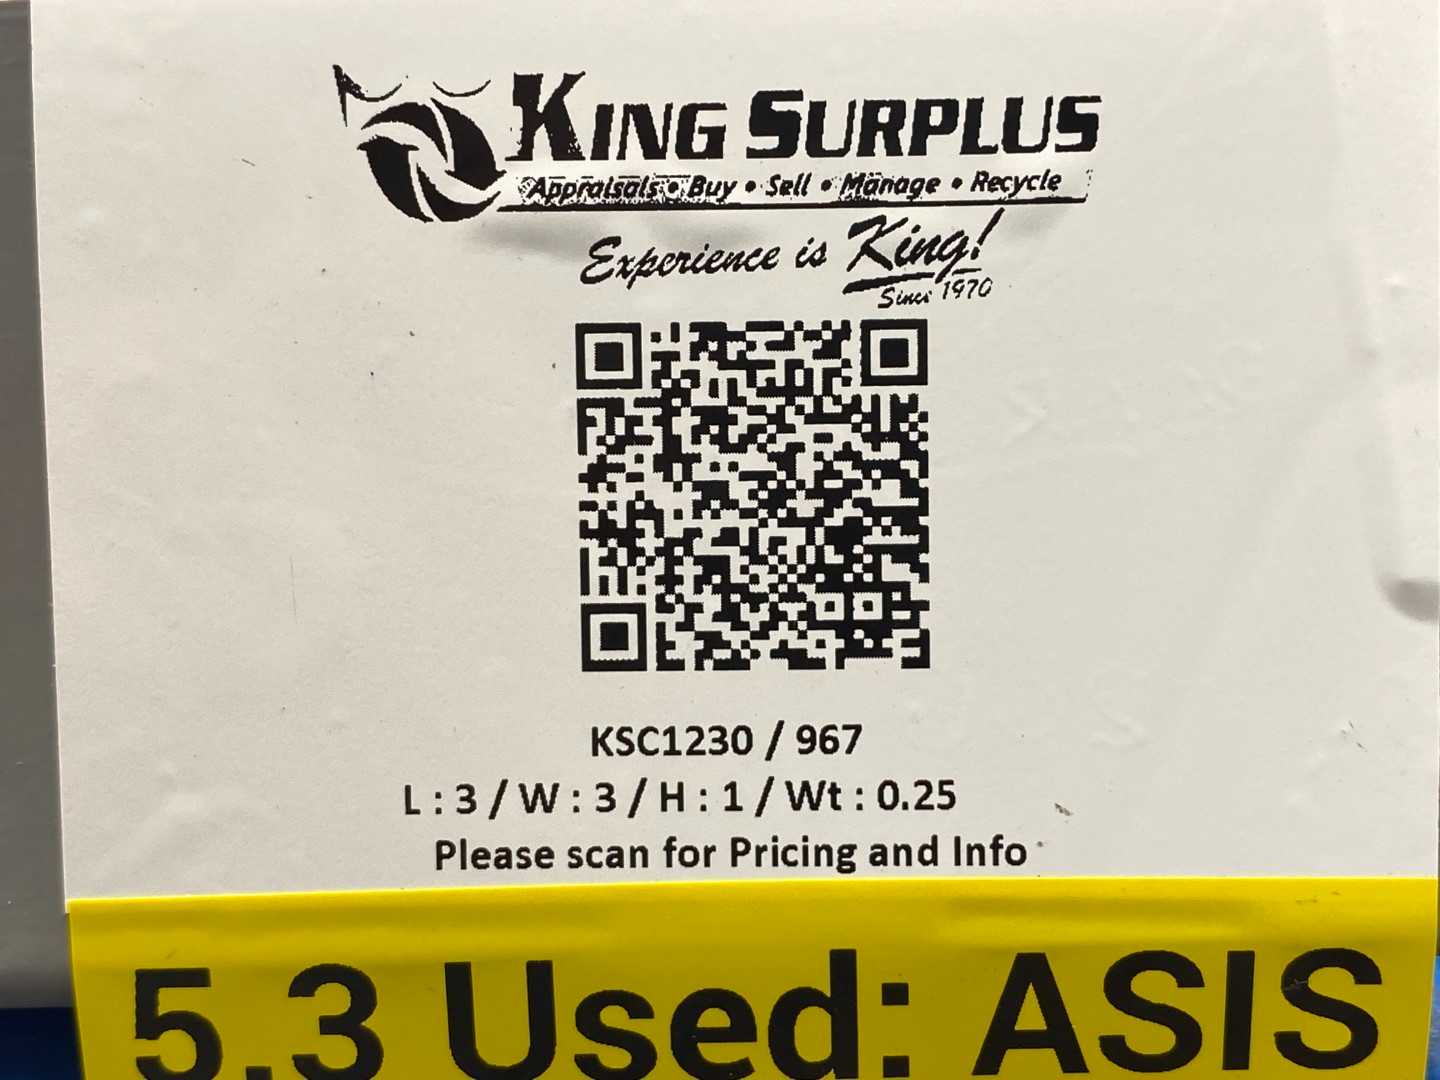 KING SURPLUS
Appraisals • Buy • Sell • Manage • Recycle
Experience is King!
Since 1970
KSC1230 / 967
L : 3 / W : 3 / H : 1 / Wt : 0.25
Please scan for Pricing and Info
5.3 Used: ASIS